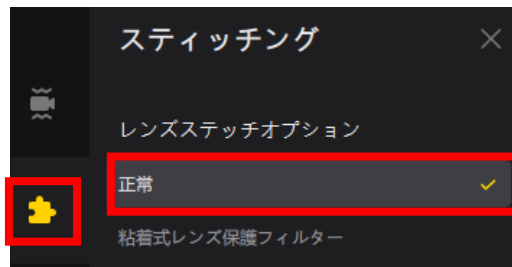 スティッチング
レンズステッチオプション
正常
粘着式レンズ保護フィルター